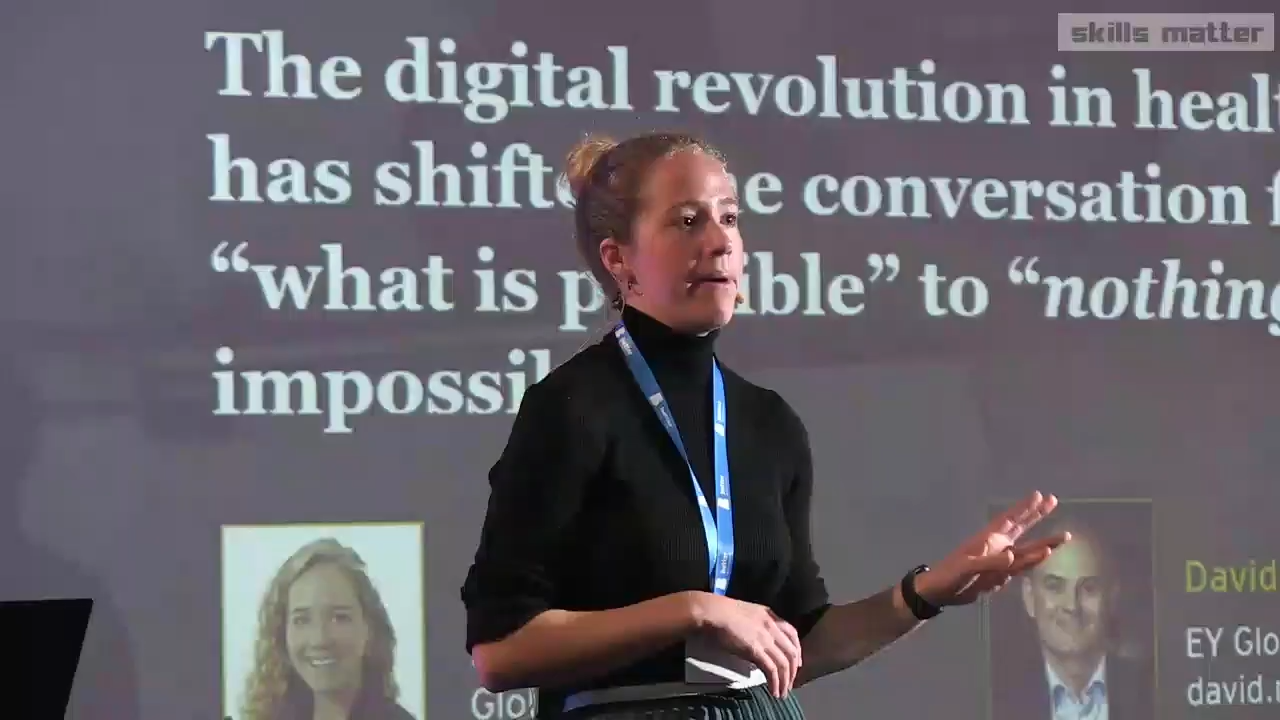 skills matter
The digital revolution in heal
has shift e conversation f
“what is p ible” to “nothing
impossil
David
EY Glo
Glo
david.